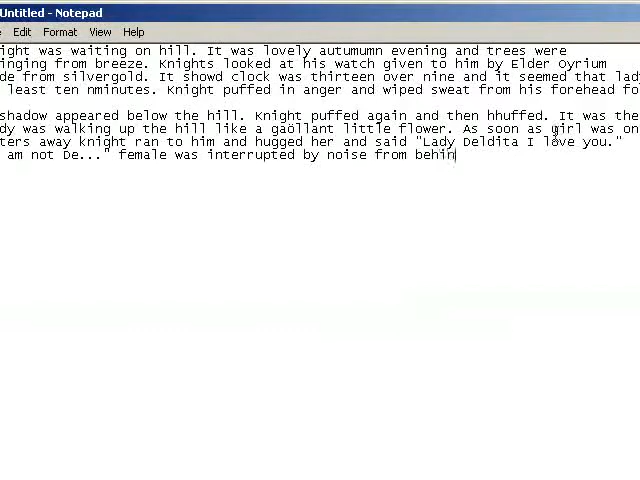 Untitled - Notepad
Edit Format View Help
ight was waiting on hill. It was lovely autumumn evening and trees were
inging from breeze. Knights looked at his watch given to him by Elder Oyrium
de from silvergold. It showd clock was thirteen over nine and it seemed that lady
least ten nminutes. Knight puffed in anger and wiped sweat from his forehead fo
shadow appeared below the hill. Knight puffed again and then hhuffed. It was the
dy was walking up the hill like a gaöllant little flower. As soon as girl was on
ters away knight ran to him and hugged her and said "Lady Deldita I love you."
am not De..." female was interrupted by noise from behin